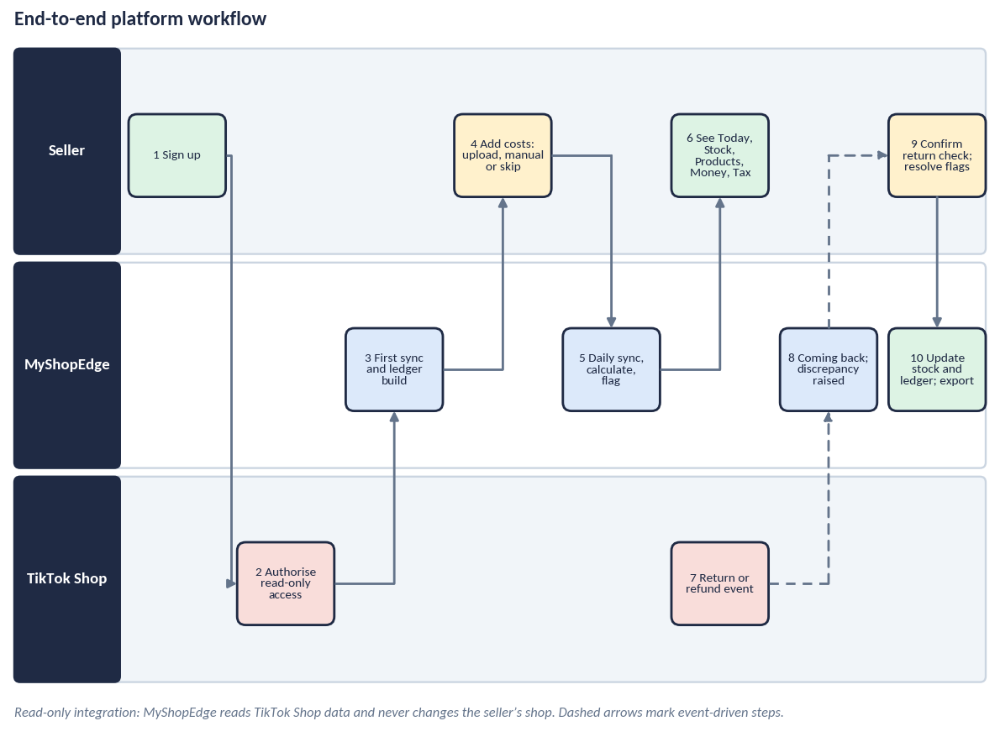 End-to-end platform workflow
Seller
1 Sign up
4 Add costs:
upload, manual
or skip
6 See Today,
Stock,
Products,
Money, Tax
9 Confirm
return check;
resolve flags
MyShopEdge
3 First sync
and ledger
build
5 Daily sync,
calculate,
flag
8 Coming back;
discrepancy
raised
10 Update
stock and
ledger; export
TikTok Shop
2 Authorise
read-only
access
7 Return or
refund event
Read-only integration: MyShopEdge reads TikTok Shop data and never changes the seller's shop. Dashed arrows mark event-driven steps.